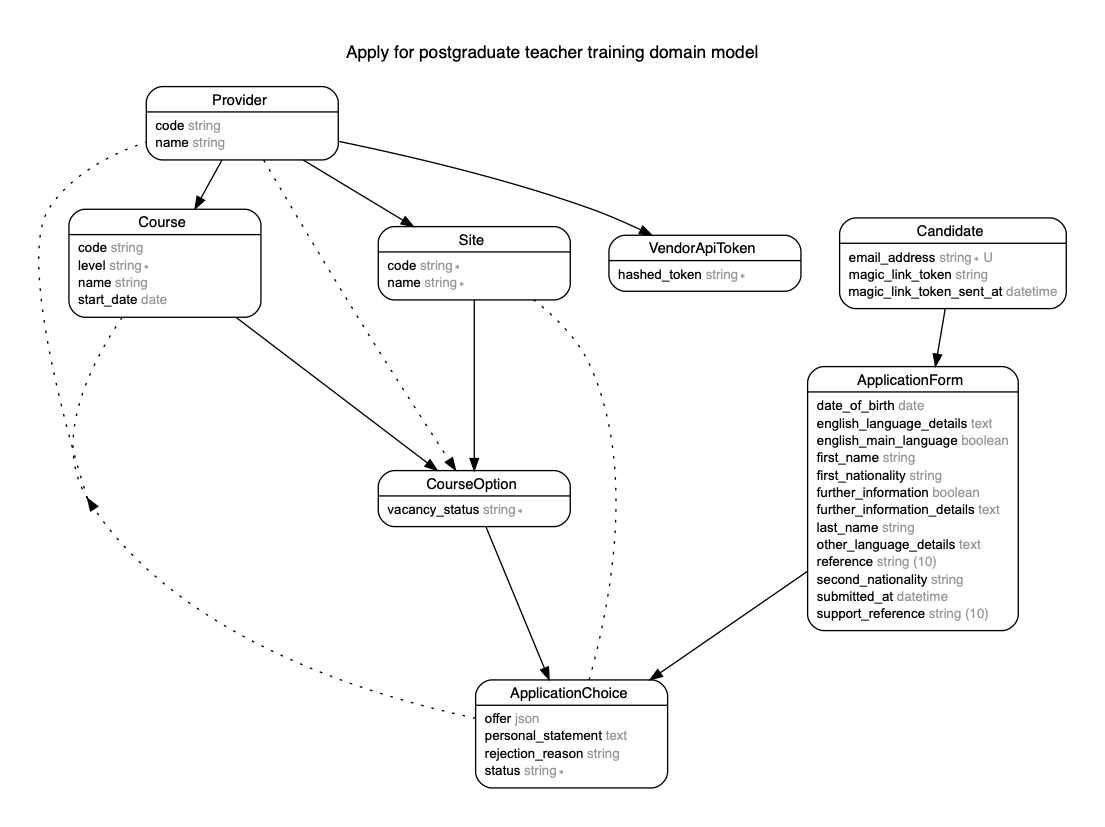 Apply for postgraduate teacher training domain model
Provider
code string
name string
Course
code string
level string *
name string
start_date date
Site
code string *
name string *
VendorApiToken
hashed_token string *
Candidate
email_address string * U
magic_link_token string
magic_link_token_sent_at datetime
ApplicationForm
date_of_birth date
english_language_details text
english_main_language boolean
first_name string
first_nationality string
further_information boolean
further_information_details text
last_name string
other_language_details text
reference string (10)
second_nationality string
submitted_at datetime
support_reference string (10)
CourseOption
vacancy_status string *
ApplicationChoice
offer json
personal_statement text
rejection_reason string
status string *